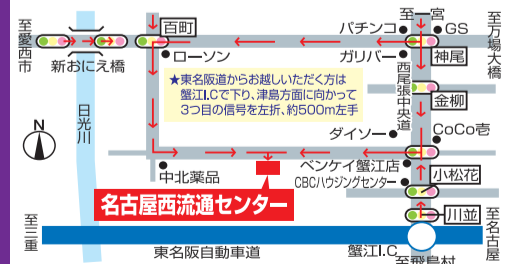 至愛西市
新おにえ橋
日光川
N
至三重
百町
ローソン
★東名阪道からお越しいただく方は
蟹江I.Cで下り、津島方面に向かって
3つ目の信号を左折、約500m左手
至一宮
パチンコ
GS
ガリバー
神尾
至万場大橋
西尾張中央道
金柳
ダイソー
CoCo壱
ベンケイ蟹江店
CBCハウジングセンター
小松花
中北薬品
名古屋西流通センター
川並
至名古屋
東名阪自動車道
蟹江I.C
至飛島村